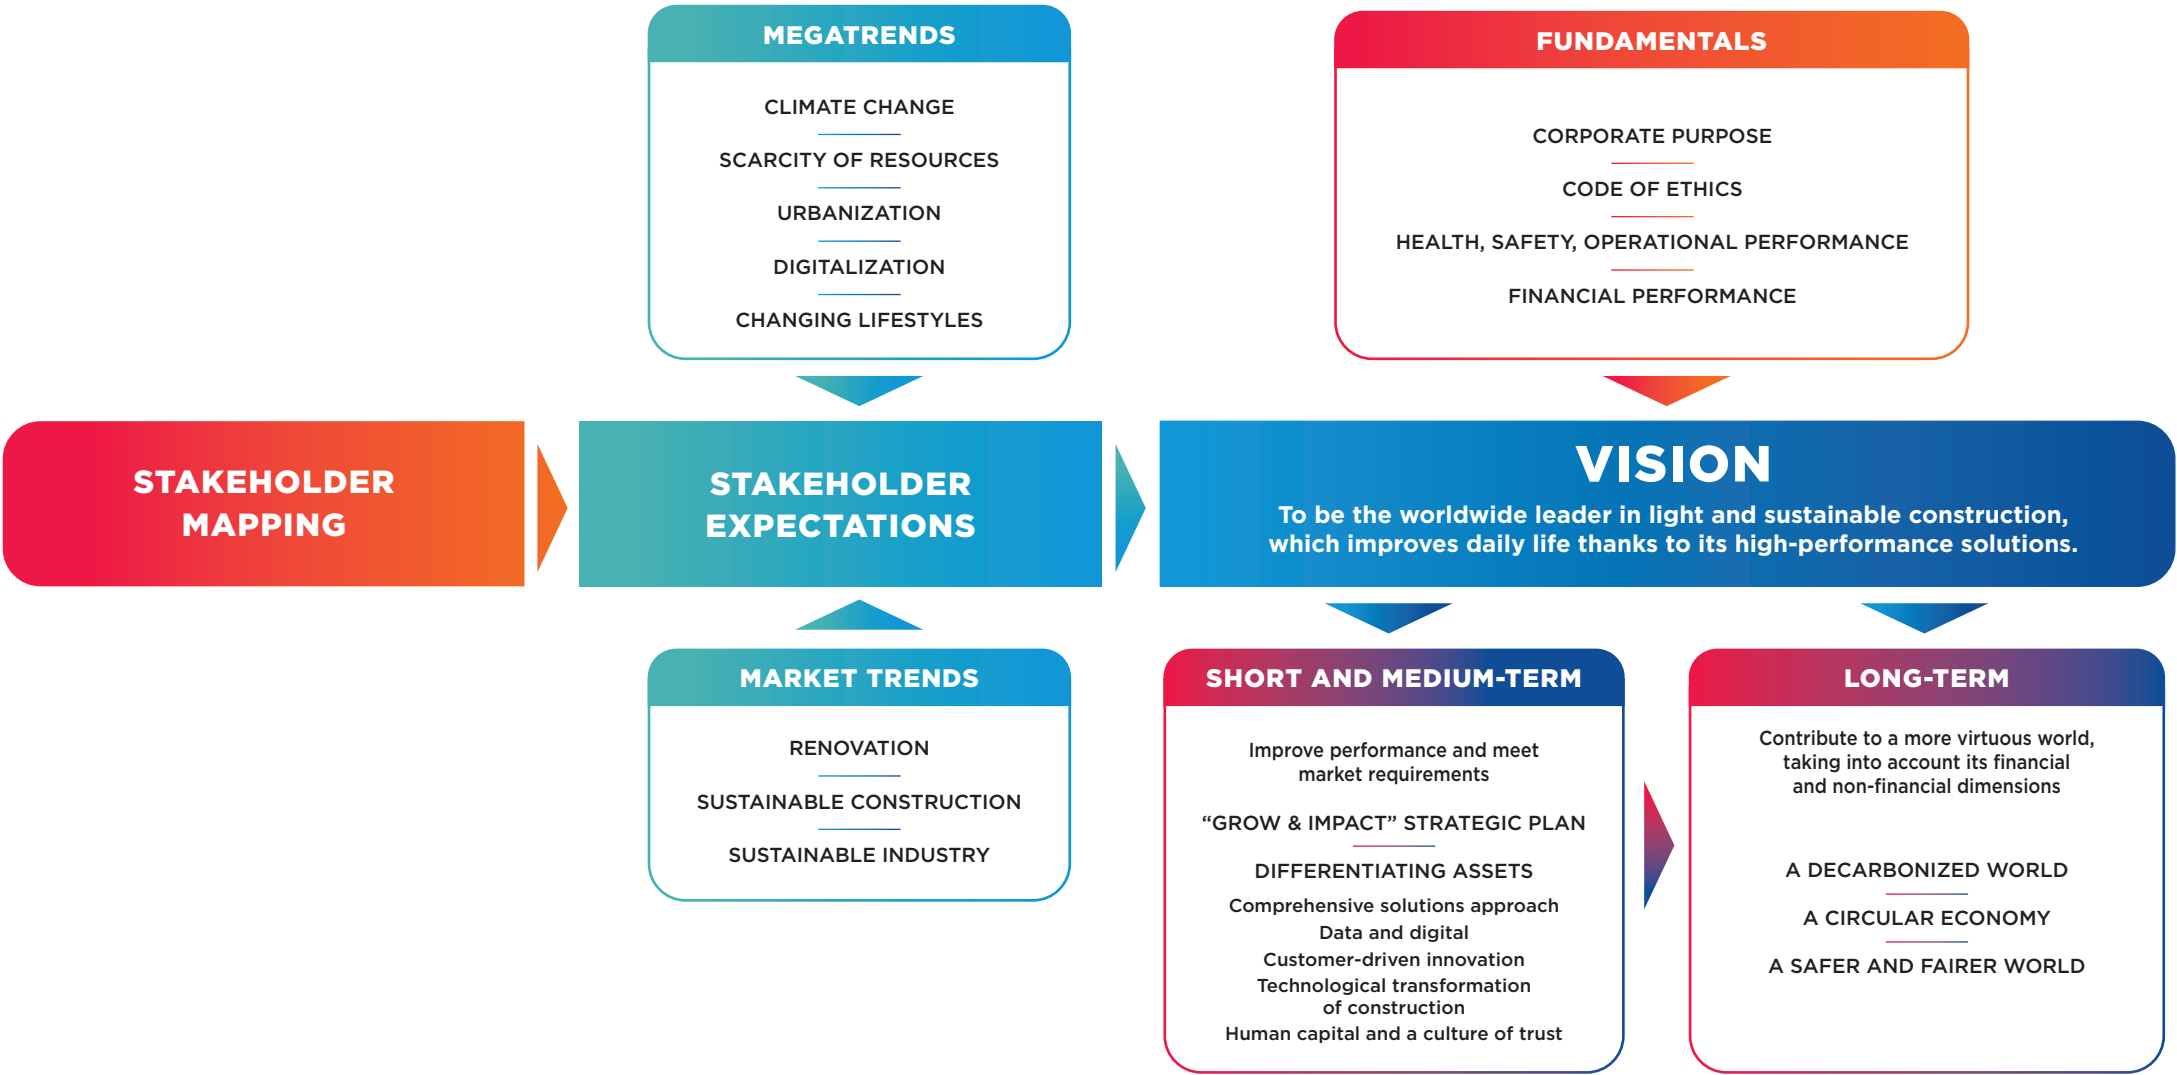 MEGATRENDS
CLIMATE CHANGE
SCARCITY OF RESOURCES
URBANIZATION
DIGITALIZATION
CHANGING LIFESTYLES
FUNDAMENTALS
CORPORATE PURPOSE
CODE OF ETHICS
HEALTH, SAFETY, OPERATIONAL PERFORMANCE
FINANCIAL PERFORMANCE
STAKEHOLDER
MAPPING
STAKEHOLDER
EXPECTATIONS
VISION
To be the worldwide leader in light and sustainable construction,
which improves daily life thanks to its high-performance solutions.
MARKET TRENDS
RENOVATION
SUSTAINABLE CONSTRUCTION
SUSTAINABLE INDUSTRY
SHORT AND MEDIUM-TERM
Improve performance and meet
market requirements
“GROW & IMPACT” STRATEGIC PLAN
DIFFERENTIATING ASSETS
Comprehensive solutions approach
Data and digital
Customer-driven innovation
Technological transformation
of construction
Human capital and a culture of trust
LONG-TERM
Contribute to a more virtuous world,
taking into account its financial
and non-financial dimensions
A DECARBONIZED WORLD
A CIRCULAR ECONOMY
A SAFER AND FAIRER WORLD